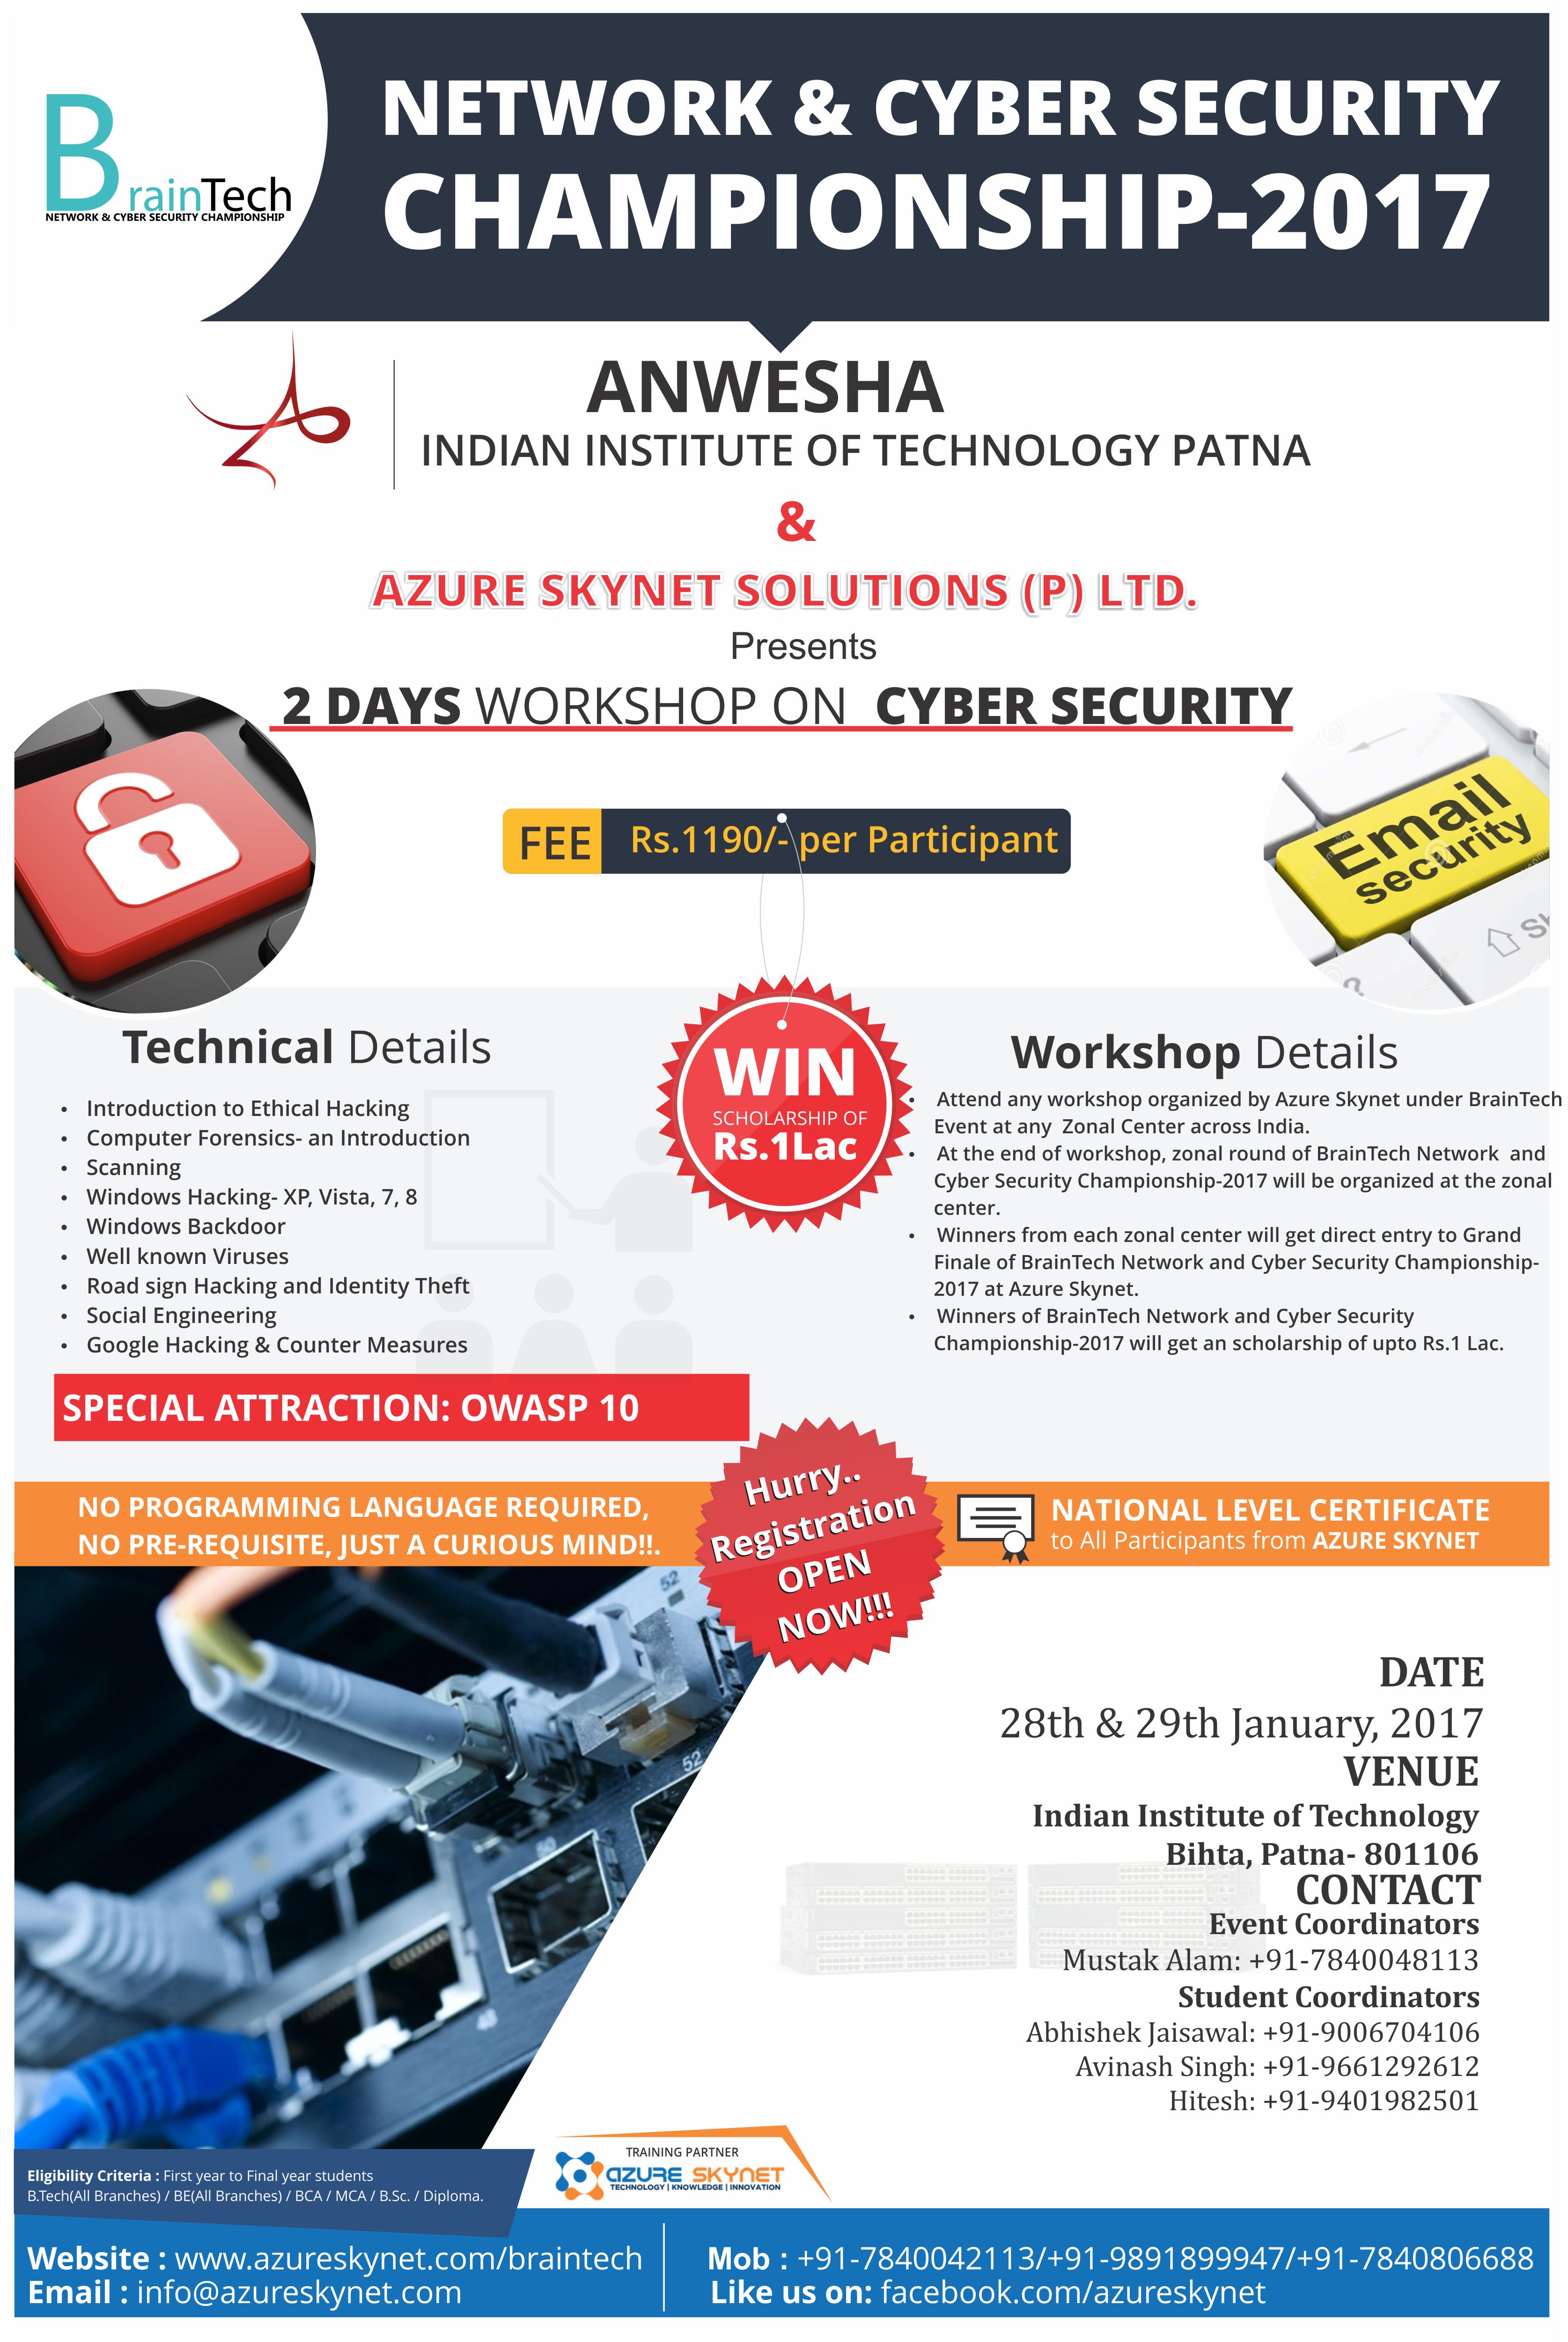 BrainTech
NETWORK & CYBER SECURITY CHAMPIONSHIP
NETWORK & CYBER SECURITY
CHAMPIONSHIP-2017
ANWESHA
INDIAN INSTITUTE OF TECHNOLOGY PATNA
&
AZURE SKYNET SOLUTIONS (P) LTD.
Presents
2 DAYS WORKSHOP ON CYBER SECURITY
Email
security
FEE Rs.1190/- per Participant
WIN
SCHOLARSHIP OF
Rs.1Lac
Technical Details
• Introduction to Ethical Hacking
• Computer Forensics- an Introduction
• Scanning
• Windows Hacking- XP, Vista, 7, 8
• Windows Backdoor
• Well known Viruses
• Road sign Hacking and Identity Theft
• Social Engineering
• Google Hacking & Counter Measures
SPECIAL ATTRACTION: OWASP 10
Workshop Details
• Attend any workshop organized by Azure Skynet under BrainTech
Event at any Zonal Center across India.
• At the end of workshop, zonal round of BrainTech Network and
Cyber Security Championship-2017 will be organized at the zonal
center.
• Winners from each zonal center will get direct entry to Grand
Finale of BrainTech Network and Cyber Security Championship-
2017 at Azure Skynet.
• Winners of BrainTech Network and Cyber Security
Championship-2017 will get an scholarship of upto Rs.1 Lac.
NO PROGRAMMING LANGUAGE REQUIRED,
NO PRE-REQUISITE, JUST A CURIOUS MIND!!.
Hurry..
Registration
OPEN
NOW!!!
NATIONAL LEVEL CERTIFICATE
to All Participants from AZURE SKYNET
52
52
50
48
DATE
28th & 29th January, 2017
VENUE
Indian Institute of Technology
Bihta, Patna- 801106
CONTACT
Event Coordinators
Mustak Alam: +91-7840048113
Student Coordinators
Abhishek Jaisawal: +91-9006704106
Avinash Singh: +91-9661292612
Hitesh: +91-9401982501
Eligibility Criteria : First year to Final year students
B.Tech(All Branches) / BE(All Branches) / BCA / MCA / B.Sc. / Diploma.
TRAINING PARTNER
AZURE SKYNET
TECHNOLOGY | KNOWLEDGE | INNOVATION
Website : www.azureskynet.com/braintech
Email : info@azureskynet.com
Mob : +91-7840042113/+91-9891899947/+91-7840806688
Like us on: facebook.com/azureskynet